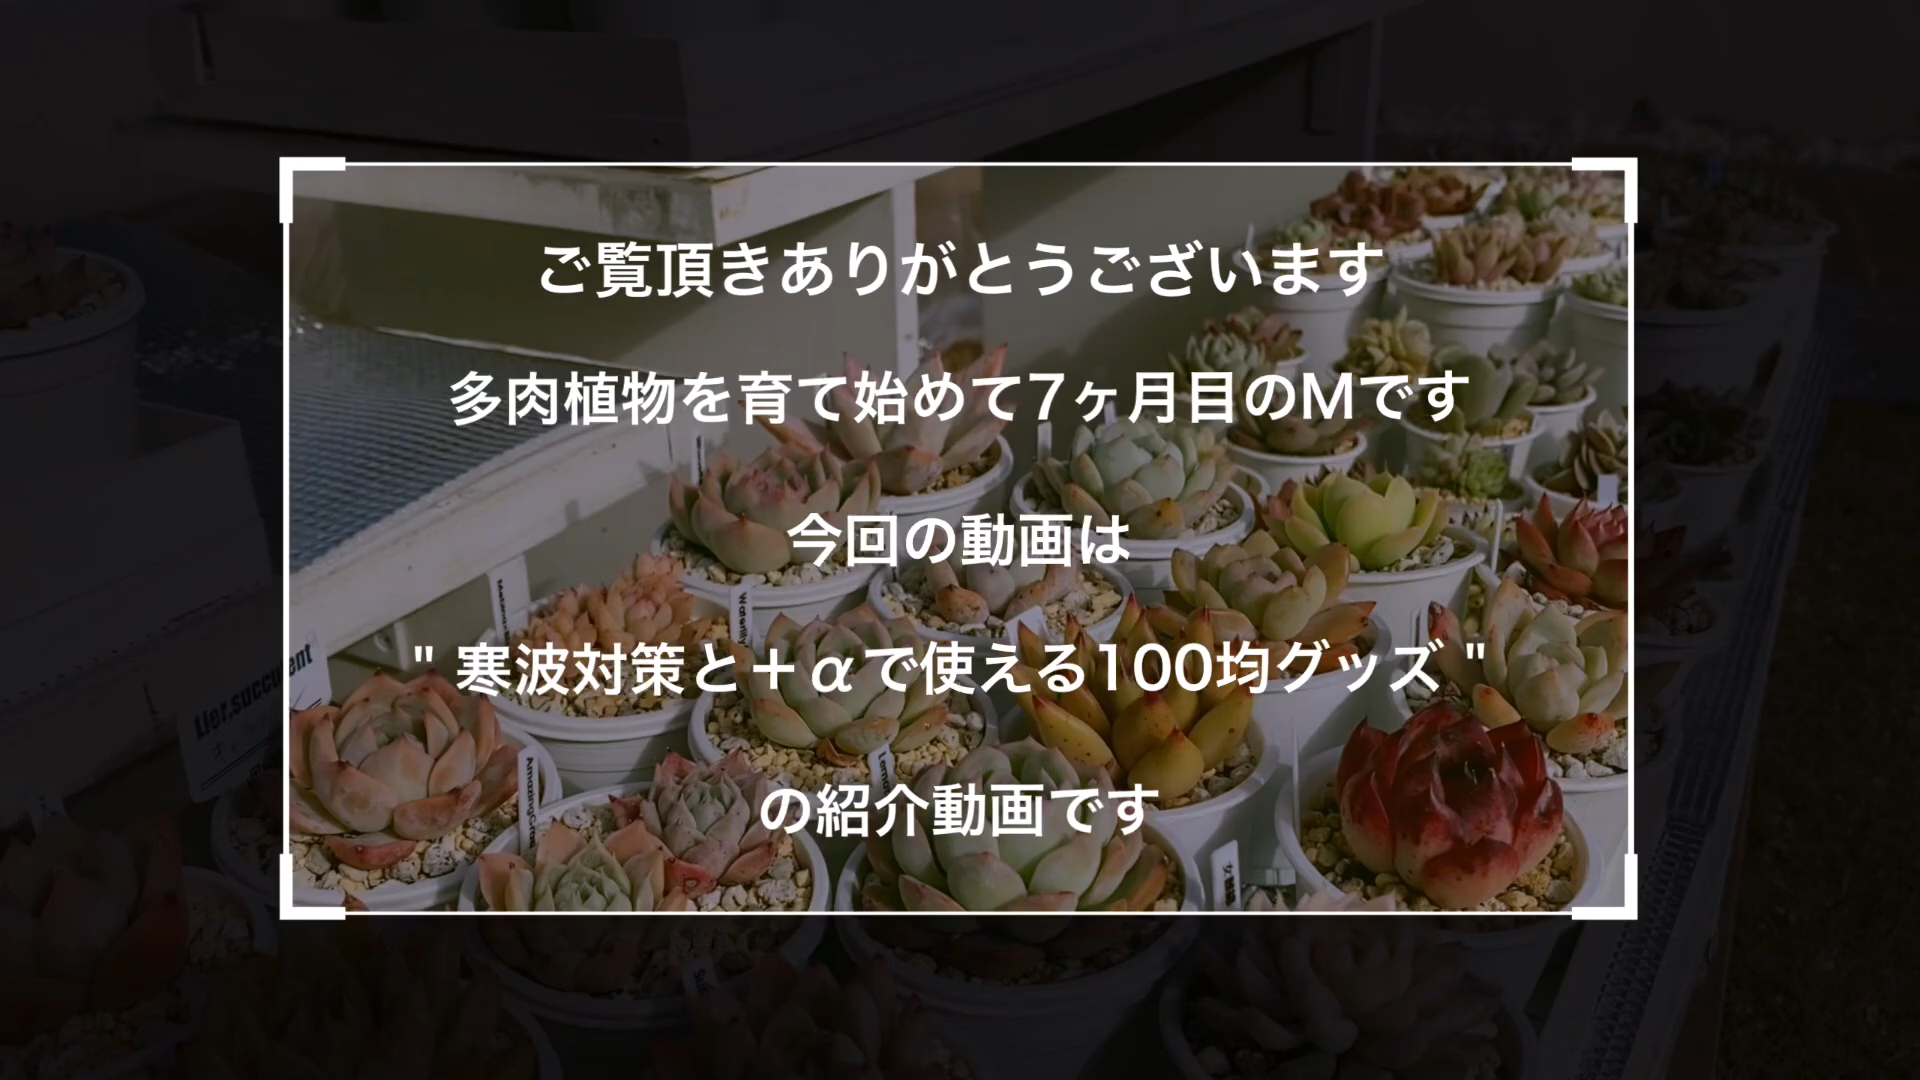 ご覧頂きありがとうございます
多肉植物を育て始めて7ヶ月目のMです
今回の動画は
" 寒波対策と＋αで使える100均グッズ "
の紹介動画です
tier.succulent